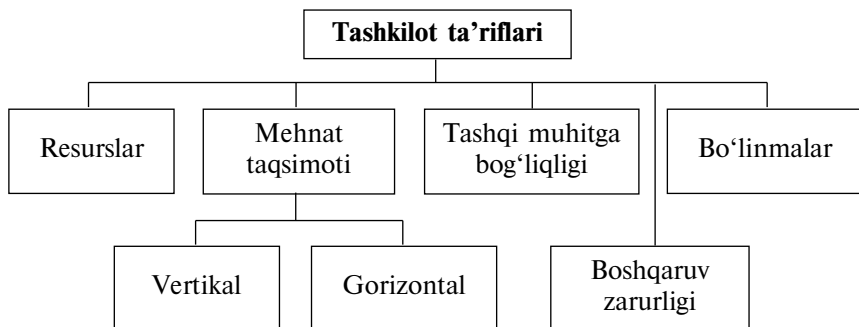 Tashkilot ta’riflari
Resurslar
Mehnat
taqsimoti
Tashqi muhitga
bog‘liqligi
Bo‘linmalar
Vertikal
Gorizontal
Boshqaruv
zarurligi